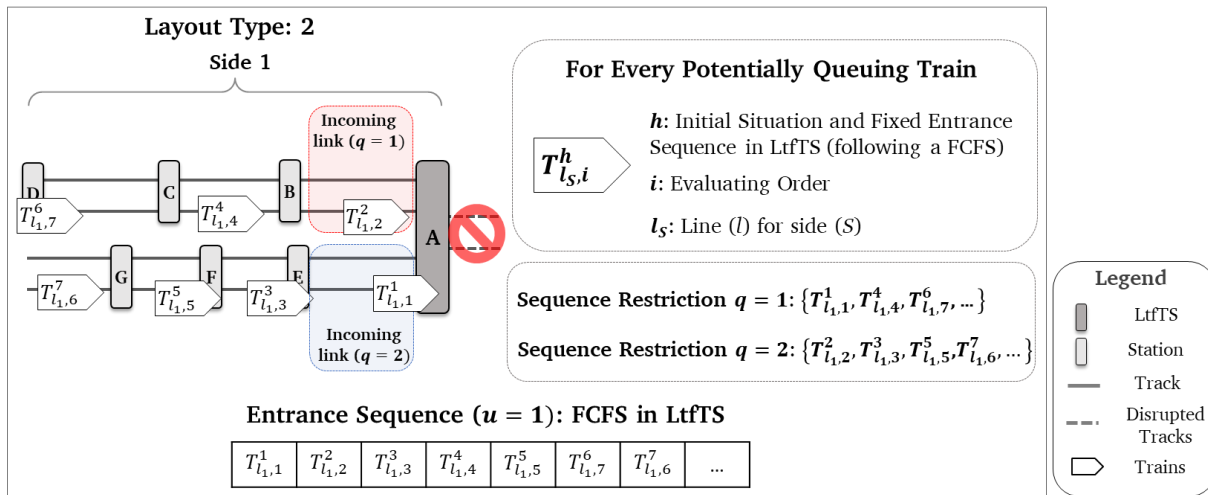 Layout Type: 2
Side 1
Incoming
link (q = 1)
D
C
B
A
T^6_{l_1,7}
T^4_{l_1,4}
T^2_{l_1,2}
G
F
E
T^7_{l_1,6}
T^5_{l_1,5}
T^3_{l_1,3}
T^1_{l_1,1}
Incoming
link (q = 2)
For Every Potentially Queuing Train
T^h_{l_S,i}
h: Initial Situation and Fixed Entrance
Sequence in LtfTS (following a FCFS)
i: Evaluating Order
l_S: Line (l) for side (S)
Sequence Restriction q = 1: {T^1_{l_1,1}, T^4_{l_1,4}, T^6_{l_1,7}, ...}
Sequence Restriction q = 2: {T^2_{l_1,2}, T^3_{l_1,3}, T^5_{l_1,5}, T^7_{l_1,6}, ...}
Entrance Sequence (u = 1): FCFS in LtfTS
T^1_{l_1,1} T^2_{l_1,2} T^3_{l_1,3} T^4_{l_1,4} T^5_{l_1,5} T^6_{l_1,7} T^7_{l_1,6} ...
Legend
LtfTS
Station
Track
Disrupted
Tracks
Trains